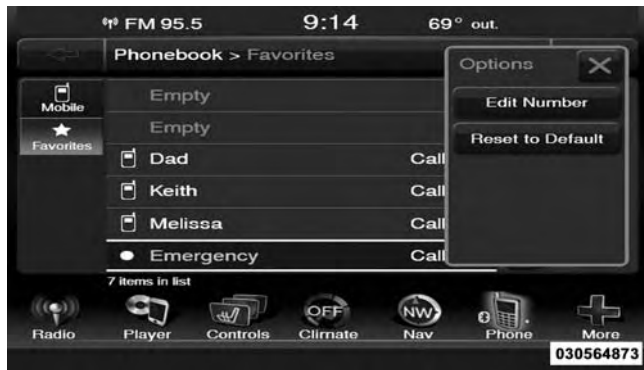 FM 95.5 9:14 69° out.
Phonebook > Favorites
Options
Mobile
Favorites
Empty
Edit Number
Empty
Reset to Default
Dad Call
Keith Call
Melissa Call
Emergency Call
7 items in list
OFF NW
Radio Player Controls Climate Nav Phone More
030564873